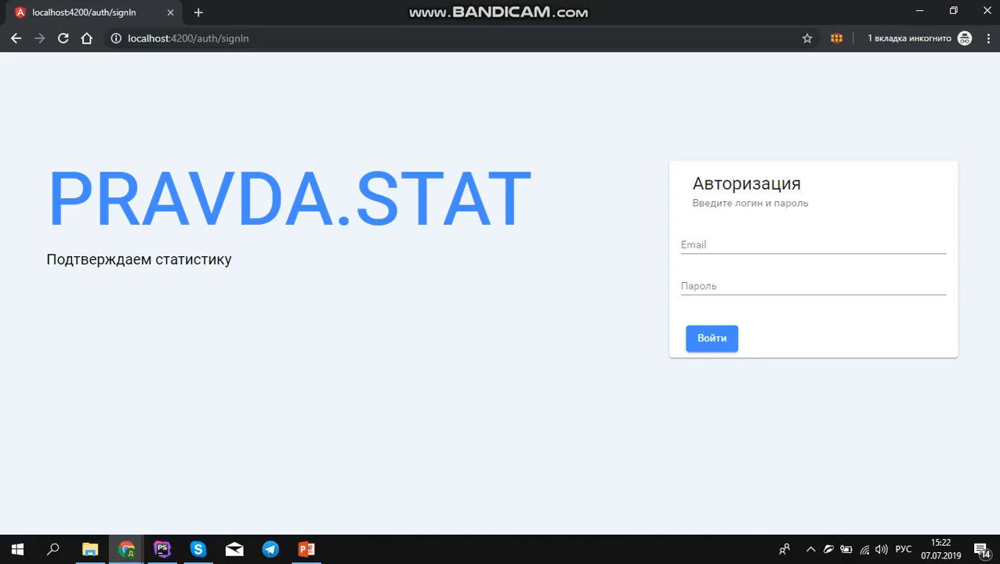 localhost:4200/auth/signIn
www.BANDICAM.com
localhost:4200/auth/signIn
1 вкладка инкогнито
PRAVDA.STAT
Подтверждаем статистику
Авторизация
Введите логин и пароль
Email
Пароль
Войти
PS
S
P
Д
РУС
15:22
07.07.2019
14